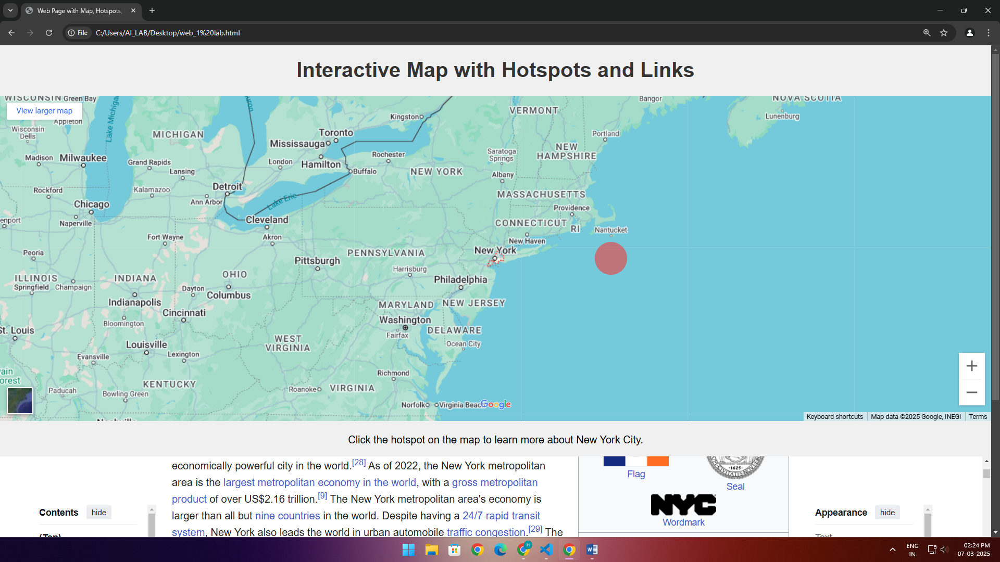 Web Page with Map, Hotspots,
File C:/Users/AI_LAB/Desktop/web_1%20lab.html
Interactive Map with Hotspots and Links
WISCONSIN Green Bay
Lake Michigan
Bangor
NOVA SCOTIA
View larger map
Appleton
VERMONT
Kingston
Lunenburg
Wisconsin
Dells
MICHIGAN
Toronto
Mississauga
Portland
NEW
HAMPSHIRE
Saratoga
Springs
Madison
Milwaukee
Grand Rapids
London
Hamilton
Rochester
Lansing
Buffalo
NEW YORK
Albany
Rockford
Kalamazoo
Detroit
Ann Arbor
Lake Erie
MASSACHUSETTS
Chicago
Providence
Naperville
Cleveland
CONNECTICUT
RI
Nantucket
Fort Wayne
Akron
New Haven
Peoria
Pittsburgh
PENNSYLVANIA
New York
Harrisburg
ILLINOIS
Springfield
Champaign
INDIANA
OHIO
Philadelphia
Dayton
Columbus
Indianapolis
MARYLAND
NEW JERSEY
Cincinnati
Washington
Bloomington
St. Louis
Fairfax
DELAWARE
WEST
VIRGINIA
Louisville
Ocean City
Evansville
Lexington
Richmond
KENTUCKY
Paducah
Bowling Green
Roanoke
VIRGINIA
Norfolk
Virginia Beac
Google
Keyboard shortcuts
Map data ©2025 Google, INEGI
Terms
Click the hotspot on the map to learn more about New York City.
economically powerful city in the world.[28] As of 2022, the New York metropolitan
area is the largest metropolitan economy in the world, with a gross metropolitan
product of over US$2.16 trillion.[9] The New York metropolitan area's economy is
larger than all but nine countries in the world. Despite having a 24/7 rapid transit
system, New York also leads the world in urban automobile traffic congestion.[29] The
Contents hide
(Top)
Flag
1625
Seal
NYC
Wordmark
Appearance hide
Text
H
ENG
IN
02:24 PM
07-03-2025